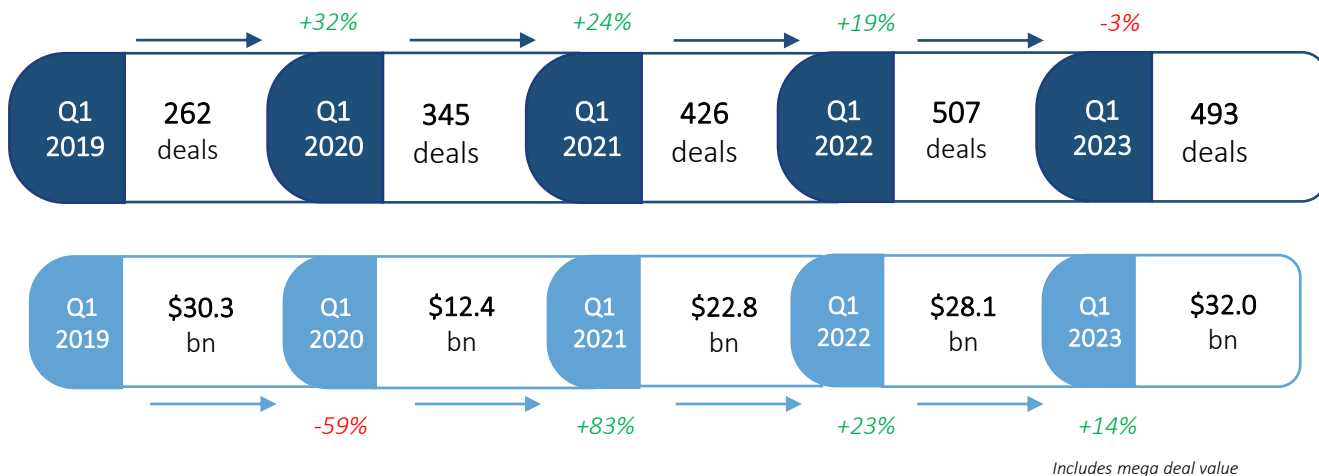 +32%
+24%
+19%
-3%
Q1
2019
262
deals
Q1
2020
345
deals
Q1
2021
426
deals
Q1
2022
507
deals
Q1
2023
493
deals
Q1
2019
$30.3
bn
Q1
2020
$12.4
bn
Q1
2021
$22.8
bn
Q1
2022
$28.1
bn
Q1
2023
$32.0
bn
-59%
+83%
+23%
+14%
Includes mega deal value